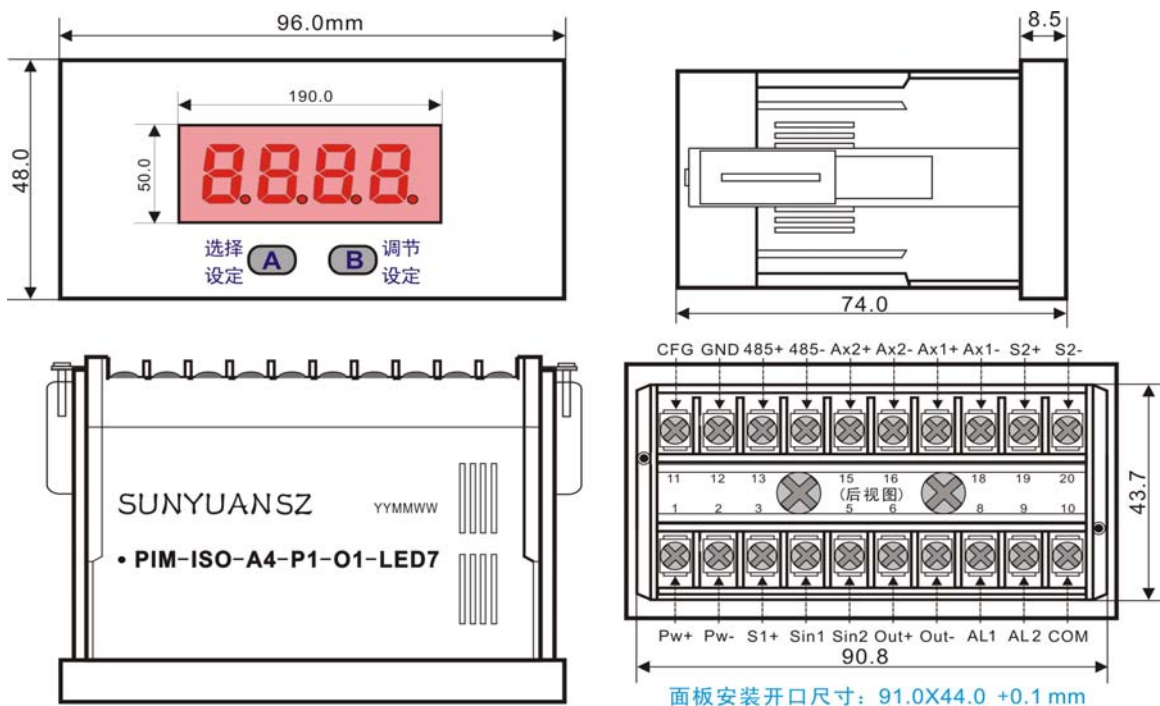 96.0mm
48.0
190.0
50.0
8.8.8.8.
选择
设定
A
B
调节
设定
8.5
74.0
SUNYUANSZ
YYMMWW
• PIM-ISO-A4-P1-O1-LED7
CFG GND 485+ 485- Ax2+ Ax2- Ax1+ Ax1- S2+ S2-
11 12 13 15 16 18 19 20
(后视图)
1 2 3 5 6 8 9 10
43.7
Pw+ Pw- S1+ Sin1 Sin2 Out+ Out- AL1 AL2 COM
90.8
面板安装开口尺寸：91.0X44.0 +0.1 mm